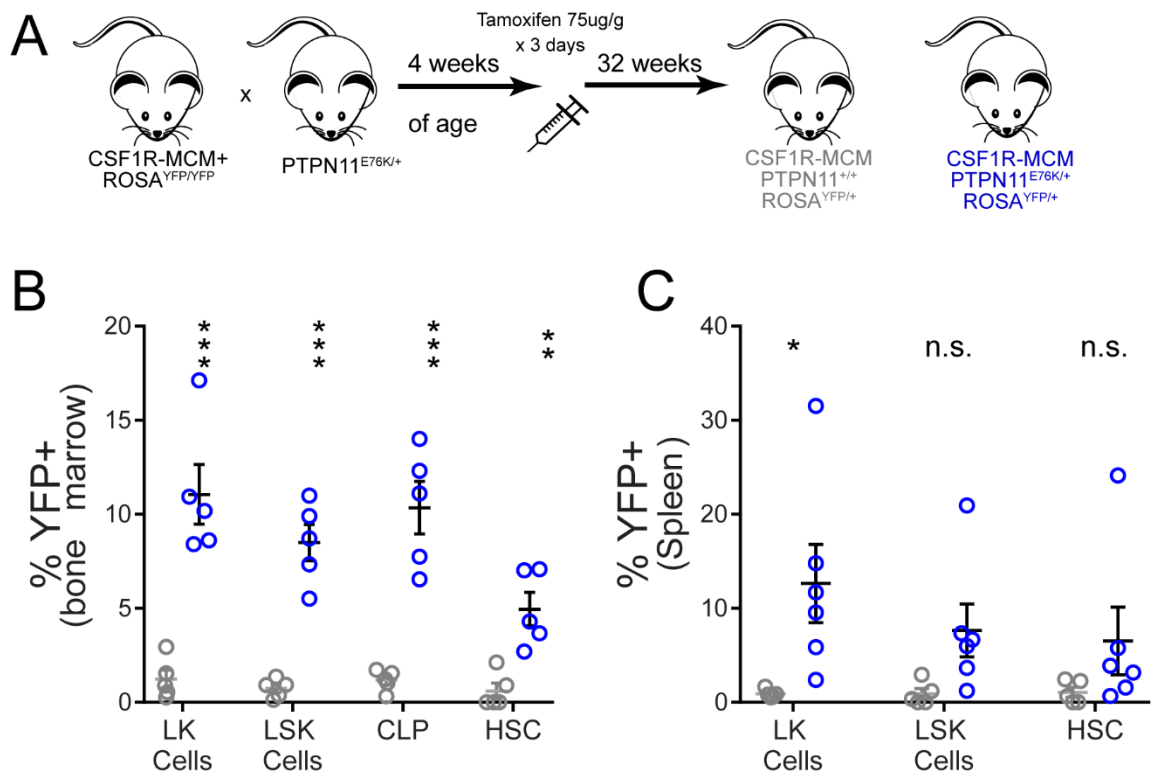 A
Tamoxifen 75ug/g
x 3 days
4 weeks
of age
32 weeks
x
CSF1R-MCM+
ROSA^YFP/YFP
PTPN11^E76K/+
CSF1R-MCM
PTPN11^+/+
ROSA^YFP/+
CSF1R-MCM
PTPN11^E76K/+
ROSA^YFP/+
B
% YFP+
(bone marrow)
20
15
10
5
0
***
***
***
**
LK
Cells
LSK
Cells
CLP
HSC
C
% YFP+
(Spleen)
40
30
20
10
0
*
n.s.
n.s.
LK
Cells
LSK
Cells
HSC